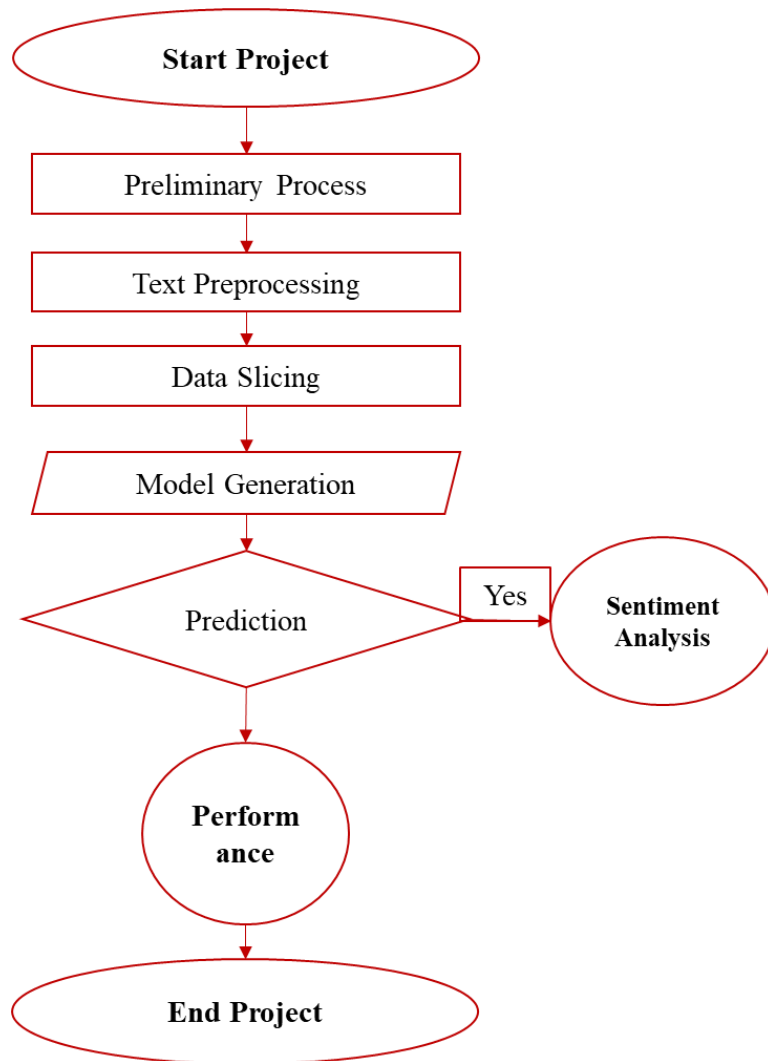 Start Project
Preliminary Process
Text Preprocessing
Data Slicing
Model Generation
Prediction
Yes
Sentiment
Analysis
Perform
ance
End Project